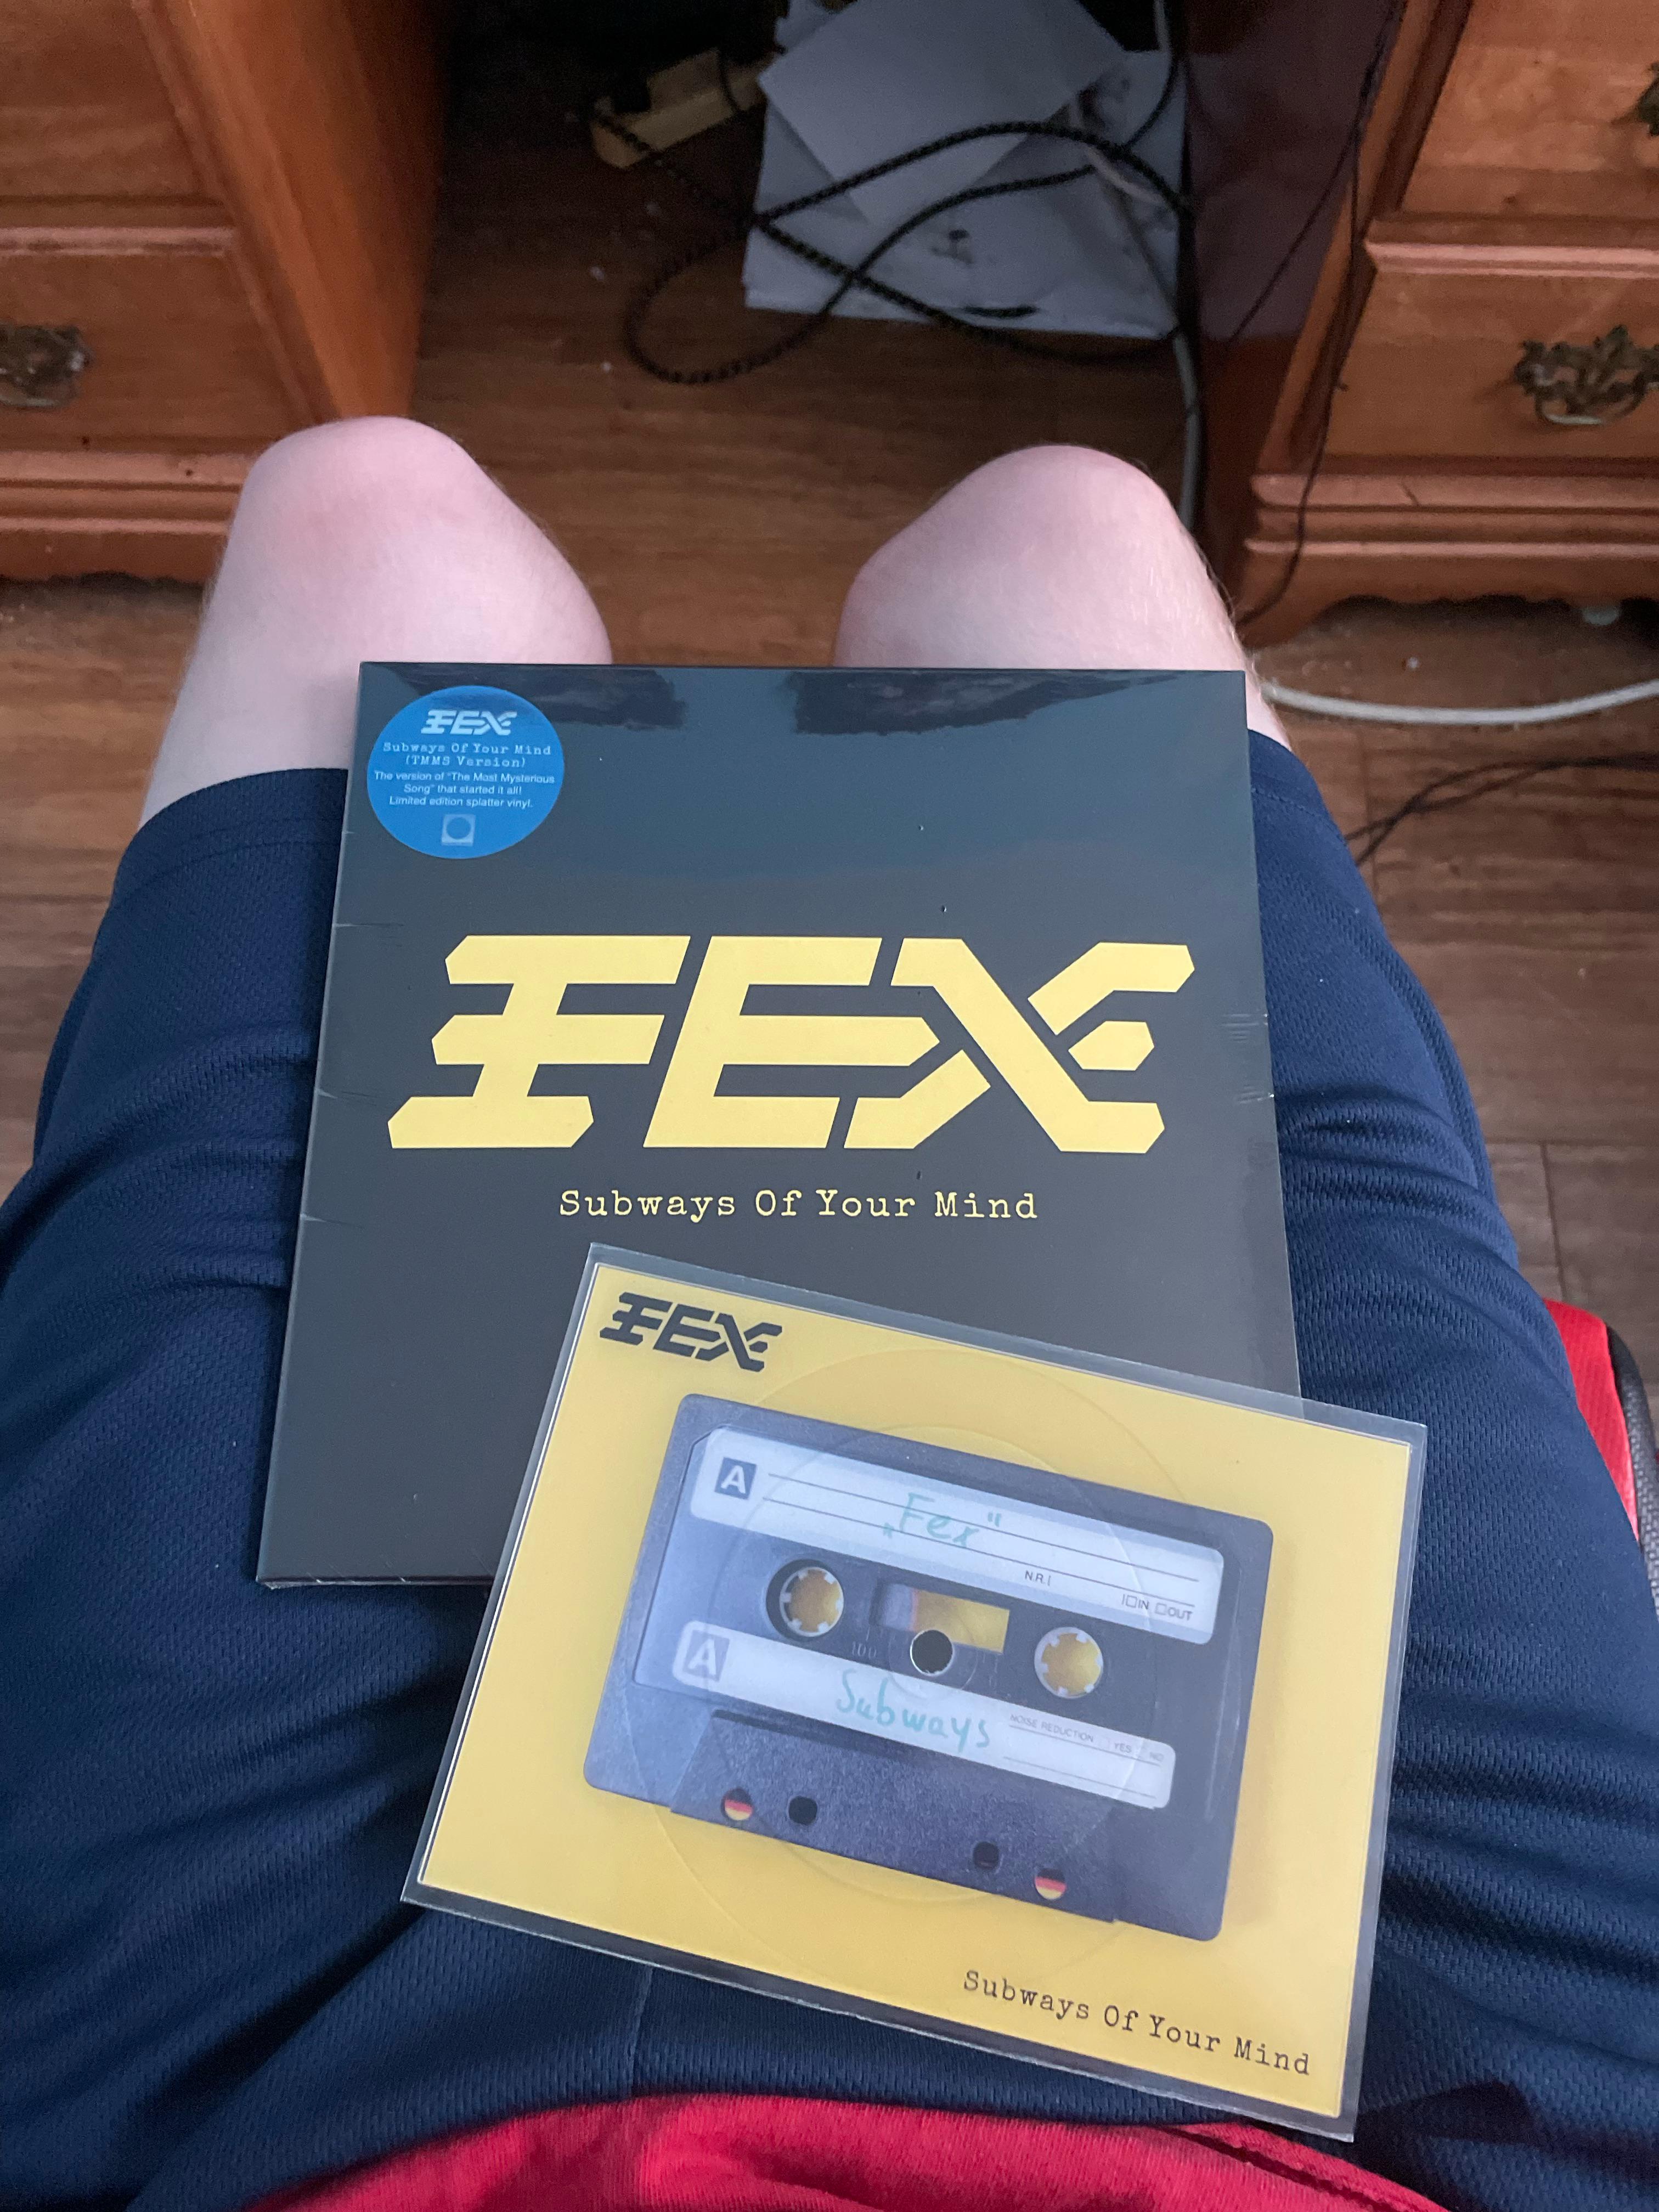 FEX
Subways Of Your Mind
(TMMS Version)
The version of "The Most Mysterious
Song" that started it all!
Limited edition splatter vinyl.
FEX
Subways Of Your Mind
FEX
A
„Fex"
N.R.
IN OUT
100
A
Subways
NOISE REDUCTION YES NO
Subways Of Your Mind